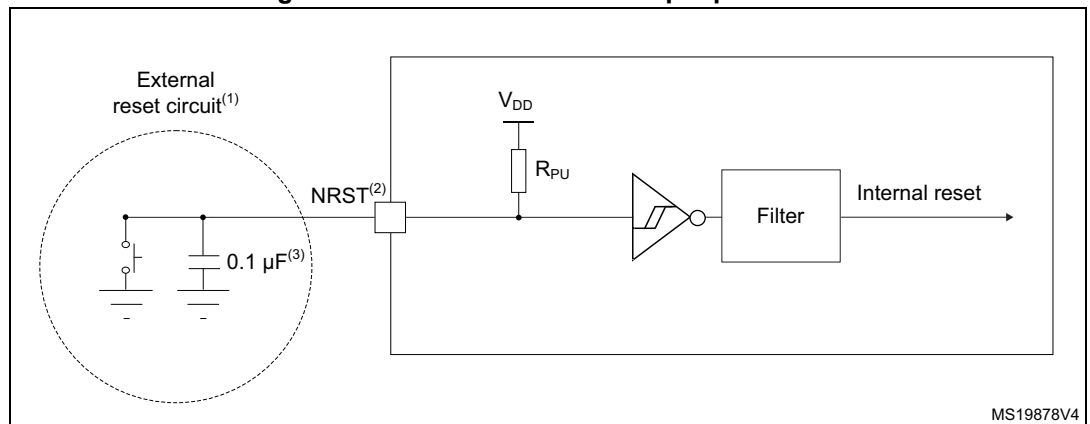 External
reset circuit(1)
VDD
RPU
NRST(2)
Filter
Internal reset
0.1 µF(3)
MS19878V4